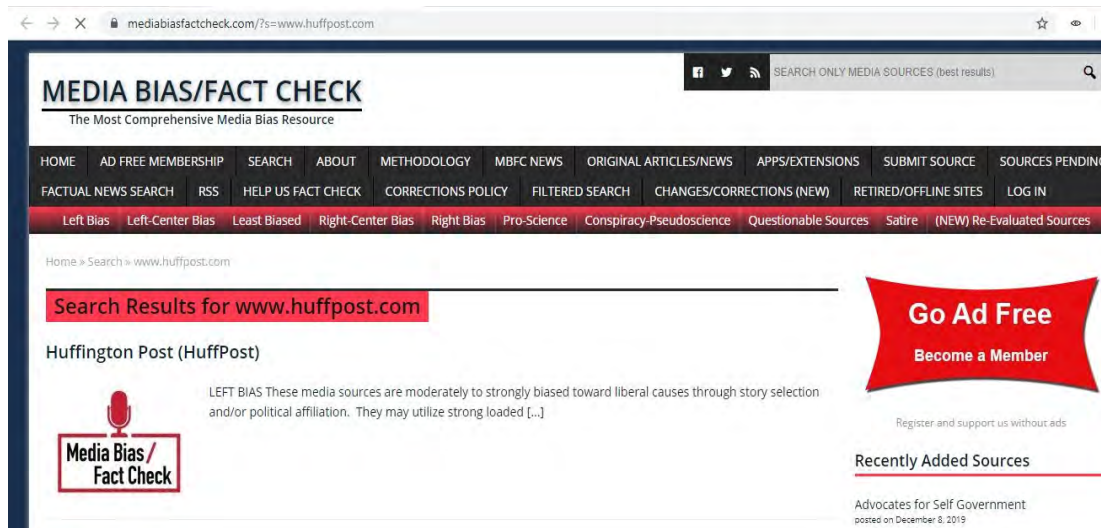 mediabiasfactcheck.com/?s=www.huffpost.com
MEDIA BIAS/FACT CHECK
The Most Comprehensive Media Bias Resource
SEARCH ONLY MEDIA SOURCES (best results)
HOME AD FREE MEMBERSHIP SEARCH ABOUT METHODOLOGY MBFC NEWS ORIGINAL ARTICLES/NEWS APPS/EXTENSIONS SUBMIT SOURCE SOURCES PENDING
FACTUAL NEWS SEARCH RSS HELP US FACT CHECK CORRECTIONS POLICY FILTERED SEARCH CHANGES/CORRECTIONS (NEW) RETIRED/OFFLINE SITES LOG IN
Left Bias Left-Center Bias Least Biased Right-Center Bias Right Bias Pro-Science Conspiracy-Pseudoscience Questionable Sources Satire (NEW) Re-Evaluated Sources
Home » Search » www.huffpost.com
Search Results for www.huffpost.com
Huffington Post (HuffPost)
LEFT BIAS These media sources are moderately to strongly biased toward liberal causes through story selection
and/or political affiliation. They may utilize strong loaded [...]
Media Bias/
Fact Check
Go Ad Free
Become a Member
Register and support us without ads
Recently Added Sources
Advocates for Self Government
posted on December 8, 2019